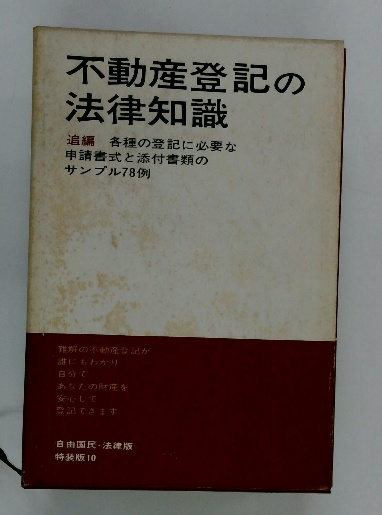 不動産登記の
法律知識
追編 各種の登記に必要な
申請書式と添付書類の
サンプル78例
難解の不動産登記が
誰にもわかり
自分で
あなたの財産を
安心して
登記できます
自由国民・法律版
特装版10